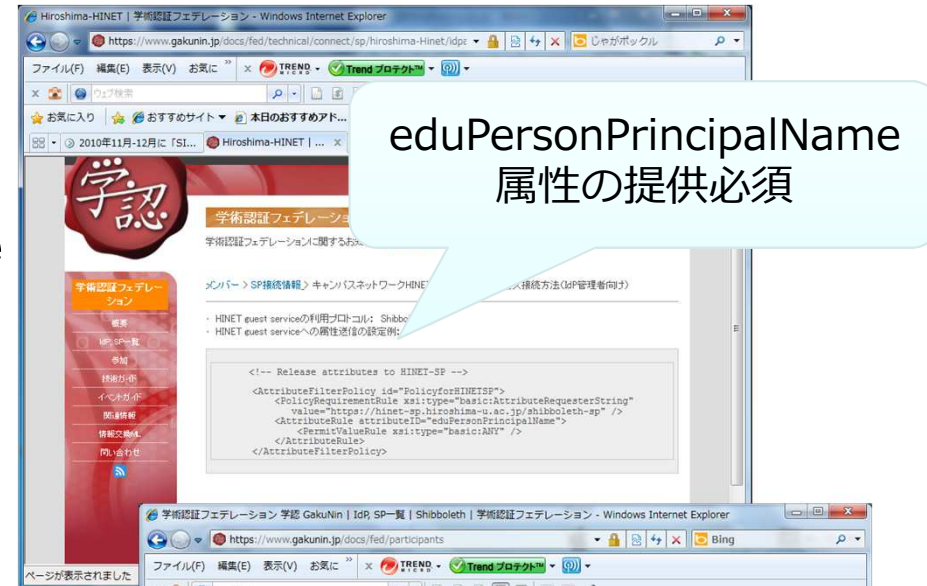 Hiroshima-HINET | 学術認証フェデレーション - Windows Internet Explorer
https://www.gakunin.jp/docs/fed/technical/connect/sp/hiroshima-Hinet/idpa
じゃがポックル
ファイル(F) 編集(E) 表示(V) お気に » x TREND MICRO Trend プロテクト™
ウェブ検索
お気に入り おすすめサイト ▼ 本日のおすすめアド...
2010年11月-12月に「SI... Hiroshima-HINET | ... x
eduPersonPrincipalName
属性の提供必須
e
学認
学術認証フェデレーショ
学術認証フェデレーションに関するお
メンバー > SP接続情報 > キャンパスネットワークHINE
接続方法(IdP管理者向け)
学術認証フェデレー
ション
概要
IdP, SP一覧
参加
技術ガイド
イベントガイド
関連情報
情報交換ML
問い合わせ
・ HINET guest serviceの利用プロトコル: Shibbo
・ HINET guest serviceへの属性送信の設定例:
<!-- Release attributes to HINET-SP -->
<AttributeFilterPolicy id="PolicyforHINETSP">
<PolicyRequirementRule xsi:type="basic:AttributeRequesterString"
value="https://hinet-sp.hiroshima-u.ac.jp/shibboleth-sp" />
<AttributeRule attributeID="eduPersonPrincipalName">
<PermitValueRule xsi:type="basic:ANY" />
</AttributeRule>
</AttributeFilterPolicy>
ページが表示されました
学術認証フェデレーション 学認 GakuNin | IdP, SP一覧 | Shibboleth | 学術認証フェデレーション - Windows Internet Explorer
https://www.gakunin.jp/docs/fed/participants
Bing
ファイル(F) 編集(E) 表示(V) お気に » x TREND MICRO Trend プロテクト™